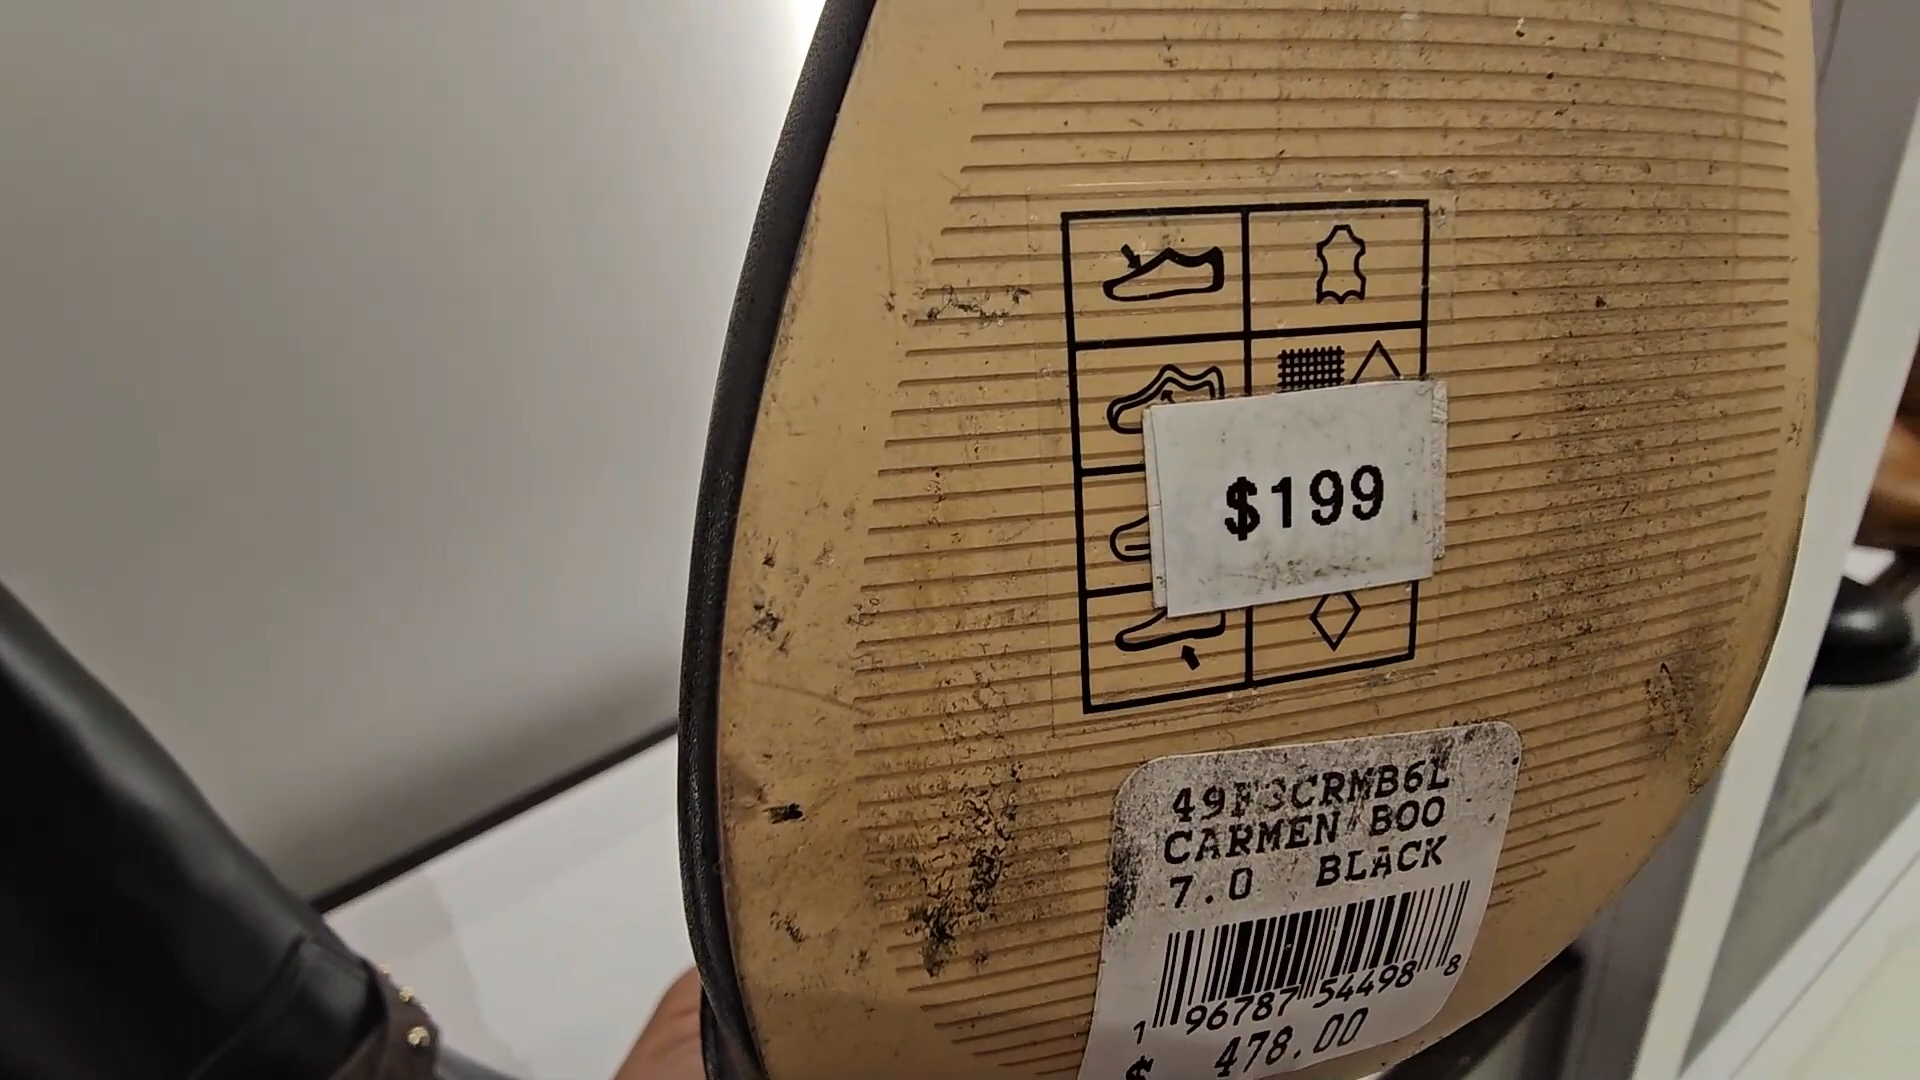 $199
49F3CRMB6L
CARMEN BOO
7.0 BLACK
1 96787 54498 8
$ 478.00